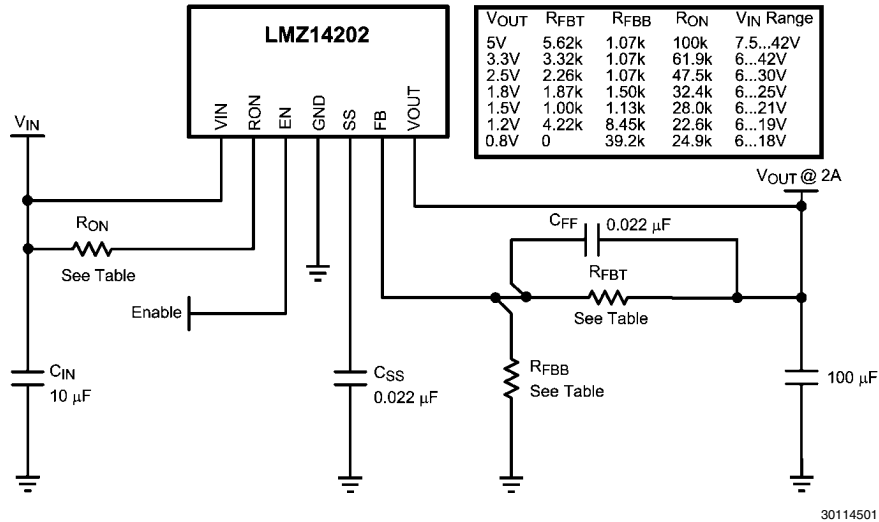 LMZ14202
VIN RON EN GND SS FB VOUT
VOUT RFBT RFBB RON VIN Range
5V 5.62k 1.07k 100k 7.5...42V
3.3V 3.32k 1.07k 61.9k 6...42V
2.5V 2.26k 1.07k 47.5k 6...30V
1.8V 1.87k 1.50k 32.4k 6...25V
1.5V 1.00k 1.13k 28.0k 6...21V
1.2V 4.22k 8.45k 22.6k 6...19V
0.8V 0 39.2k 24.9k 6...18V
VIN
VOUT @ 2A
RON
See Table
CFF 0.022 μF
RFBT
See Table
Enable
CIN
10 μF
CSS
0.022 μF
RFBB
See Table
100 μF
30114501